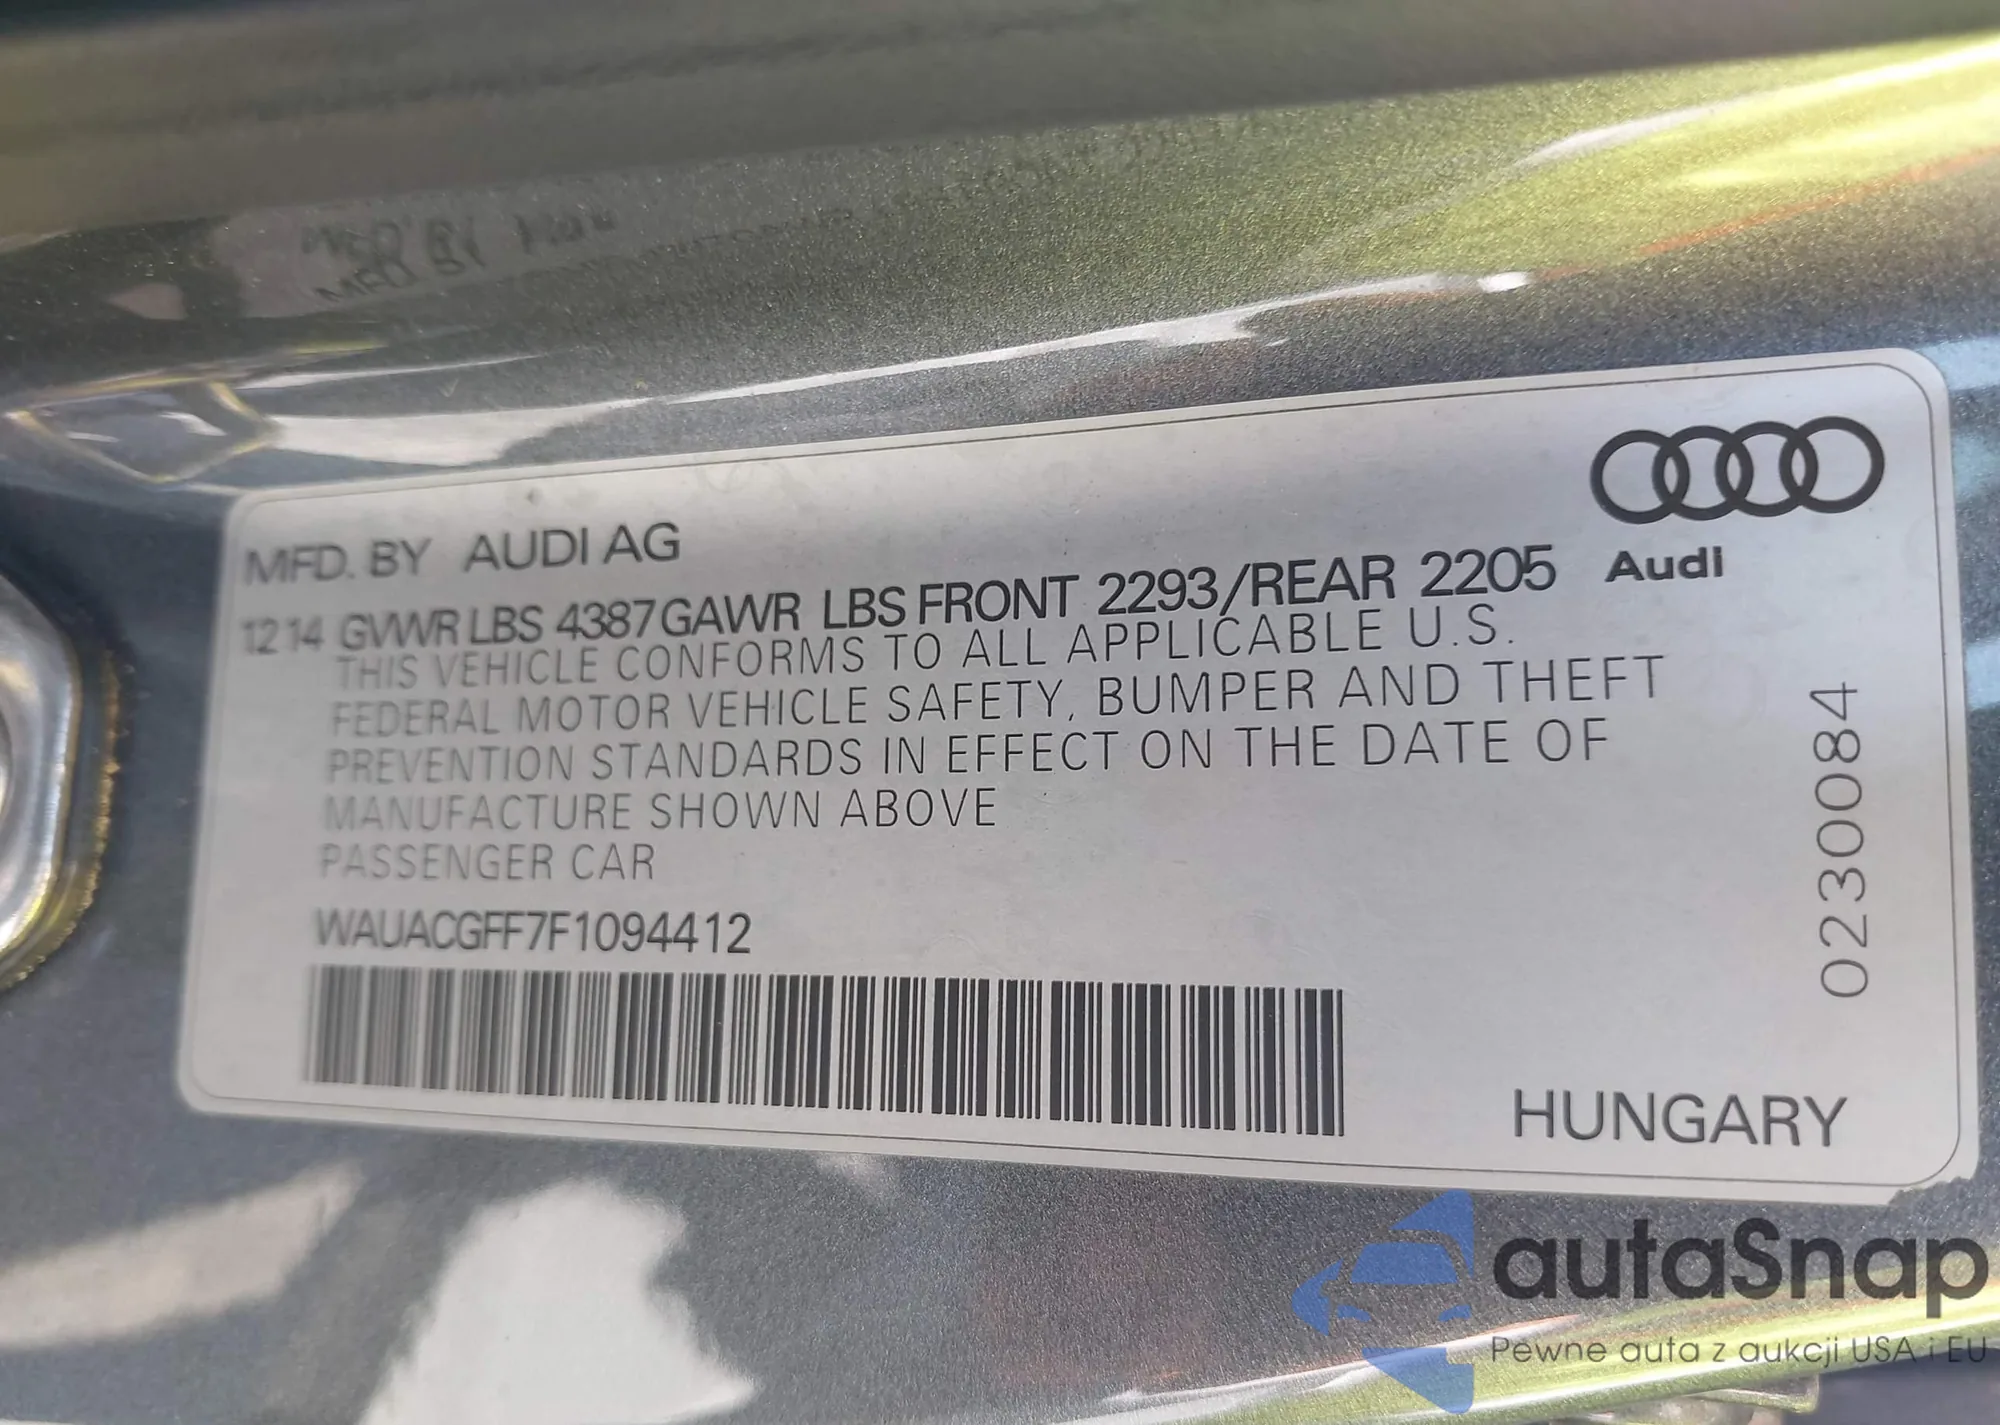 MFD. BY AUDI AG
12 14 GVWR LBS 4387 GAWR LBS FRONT 2293/REAR 2205
THIS VEHICLE CONFORMS TO ALL APPLICABLE U.S.
FEDERAL MOTOR VEHICLE SAFETY, BUMPER AND THEFT
PREVENTION STANDARDS IN EFFECT ON THE DATE OF
MANUFACTURE SHOWN ABOVE
PASSENGER CAR
WAUACGFF7F1094412
Audi
0230084
HUNGARY
autaSnap
Pewne auta z aukcji USA i EU